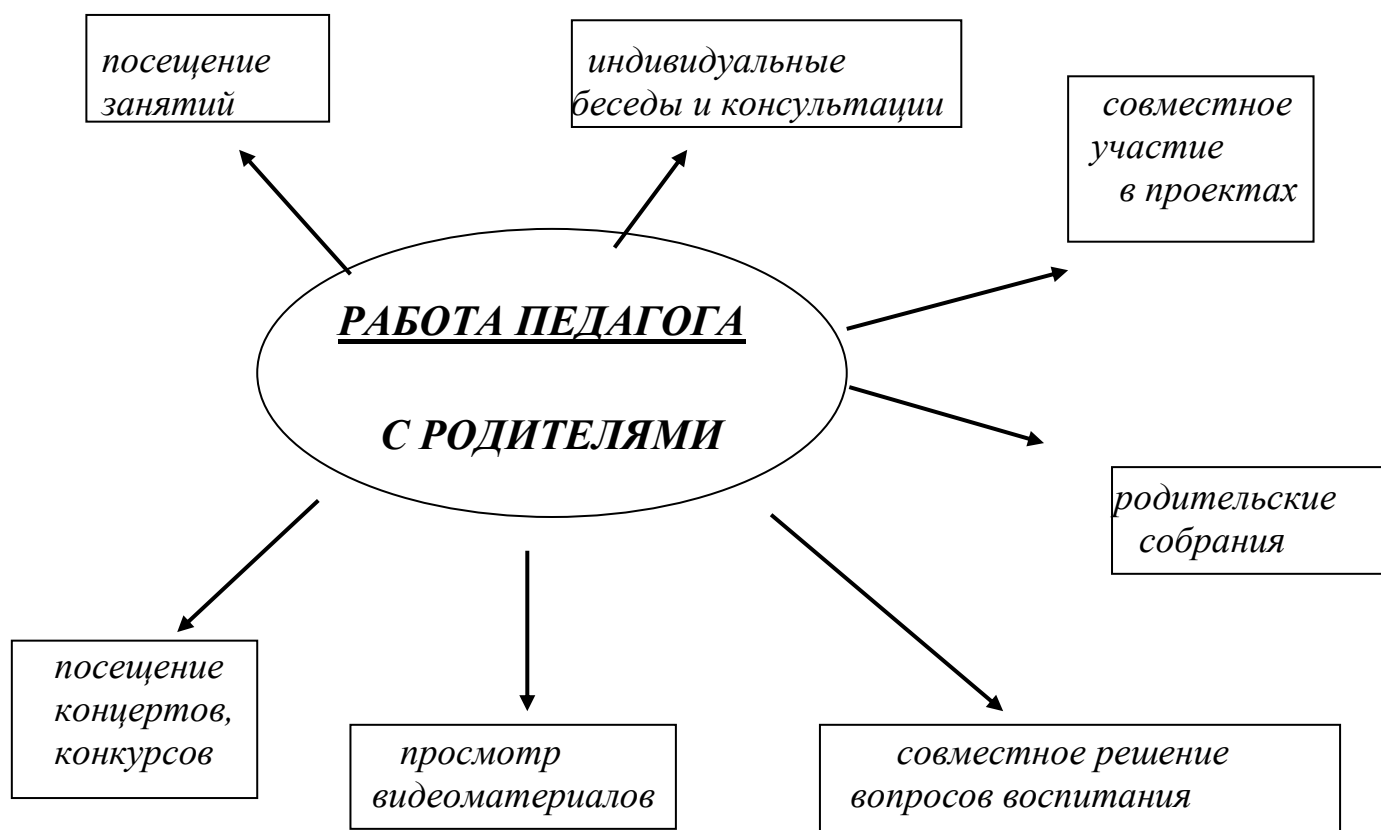 посещение
занятий
индивидуальные
беседы и консультации
совместное
участие
в проектах
РАБОТА ПЕДАГОГА
С РОДИТЕЛЯМИ
родительские
собрания
посещение
концертов,
конкурсов
просмотр
видеоматериалов
совместное решение
вопросов воспитания